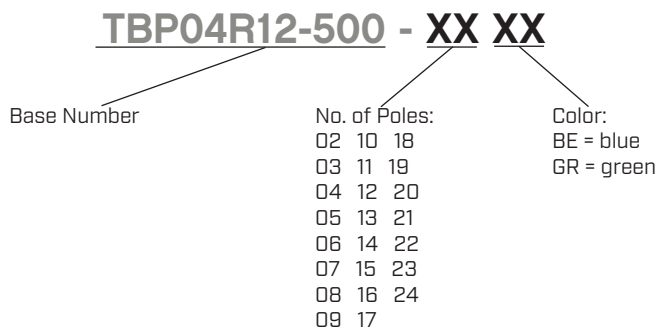 TBP04R12-500 - XX XX
Base Number
No. of Poles:
02 10 18
03 11 19
04 12 20
05 13 21
06 14 22
07 15 23
08 16 24
09 17
Color:
BE = blue
GR = green